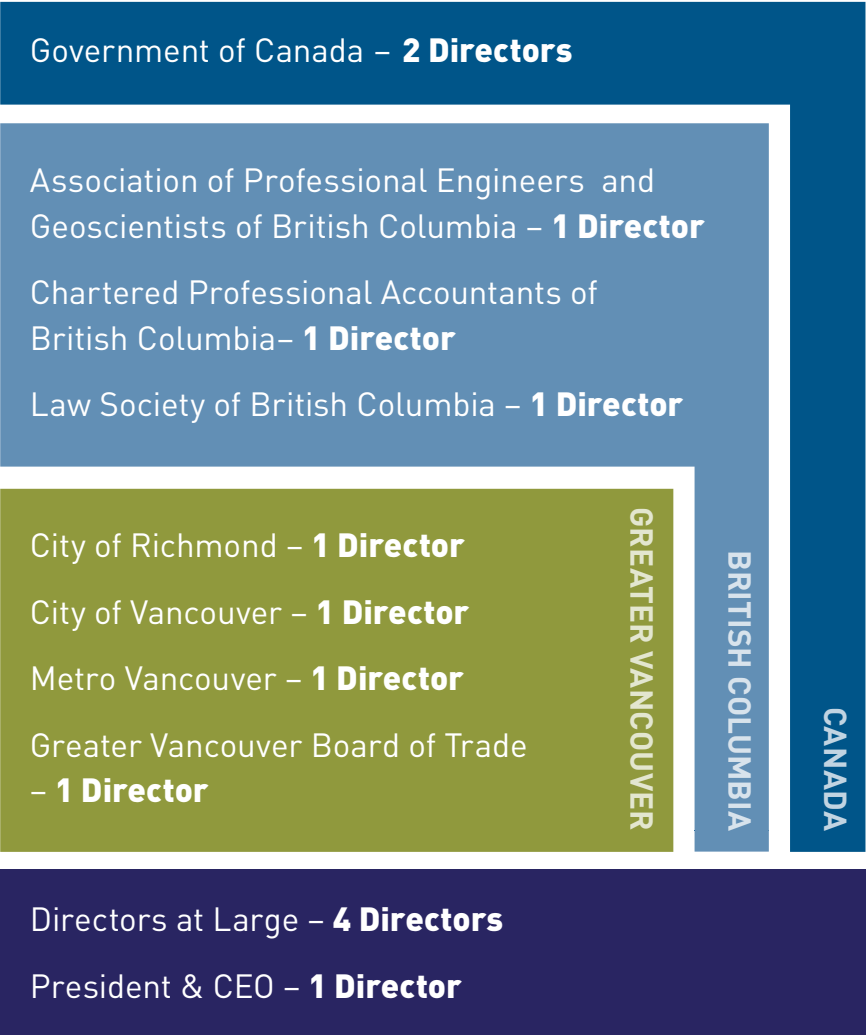 Government of Canada – 2 Directors
Association of Professional Engineers  and
Geoscientists of British Columbia – 1 Director
Chartered Professional Accountants of
British Columbia– 1 Director
Law Society of British Columbia – 1 Director
City of Richmond – 1 Director
City of Vancouver – 1 Director
Metro Vancouver – 1 Director
Greater Vancouver Board of Trade
– 1 Director
GREATER VANCOUVER
BRITISH COLUMBIA
CANADA
Directors at Large – 4 Directors
President & CEO – 1 Director